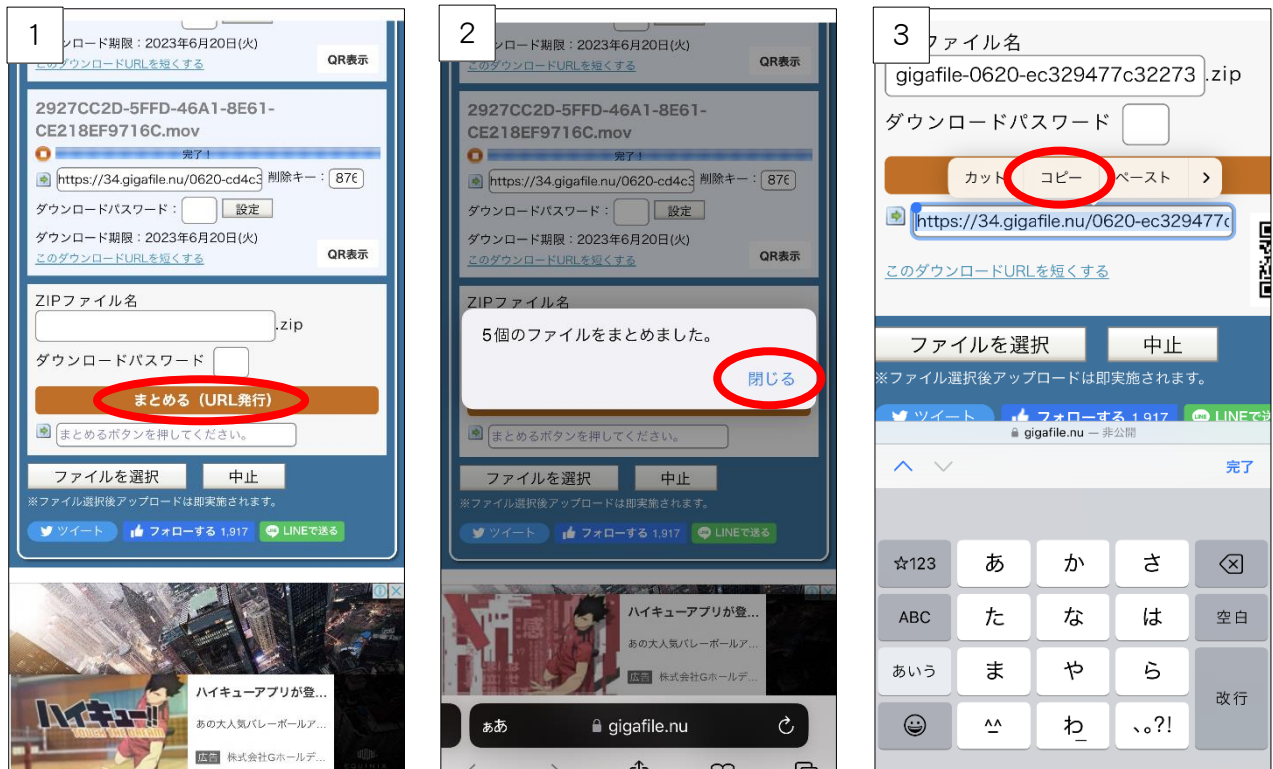 1
ンロード期限：2023年6月20日(火)
このダウンロードURLを短くする
QR表示
2927CC2D-5FFD-46A1-8E61-
CE218EF9716C.mov
完了！
https://34.gigafile.nu/0620-cd4c3 削除キー： 876
ダウンロードパスワード： 設定
ダウンロード期限：2023年6月20日(火)
このダウンロードURLを短くする
QR表示
ZIPファイル名
.zip
ダウンロードパスワード
まとめる（URL発行）
まとめるボタンを押してください。
ファイルを選択 中止
※ファイル選択後アップロードは即実施されます。
ツイート フォローする 1,917 LINEで送る
ハイキュー!!
TOUCH THE DREAM
ハイキューアプリが登...
あの大人気バレーボールア...
広告 株式会社Gホールデ...
EQUINIX
2
ンロード期限：2023年6月20日(火)
このダウンロードURLを短くする
QR表示
2927CC2D-5FFD-46A1-8E61-
CE218EF9716C.mov
完了！
https://34.gigafile.nu/0620-cd4c3 削除キー： 876
ダウンロードパスワード： 設定
ダウンロード期限：2023年6月20日(火)
このダウンロードURLを短くする
QR表示
ZIPファイル名
5個のファイルをまとめました。
閉じる
まとめるボタンを押してください。
ファイルを選択 中止
※ファイル選択後アップロードは即実施されます。
ツイート フォローする 1,917 LINEで送る
ハイキューアプリが登...
あの大人気バレーボールア...
広告 株式会社Gホールデ...
ぁあ gigafile.nu
3
ァイル名
gigafile-0620-ec329477c32273 .zip
ダウンロードパスワード
カット コピー ペースト
https://34.gigafile.nu/0620-ec329477c
このダウンロードURLを短くする
ファイルを選択 中止
※ファイル選択後アップロードは即実施されます。
ツイート フォローする 1,917 LINEで送
gigafile.nu — 非公開
完了
☆123 あ か さ
ABC た な は 空白
あいう ま や ら
改行
^^ わ 、。?!